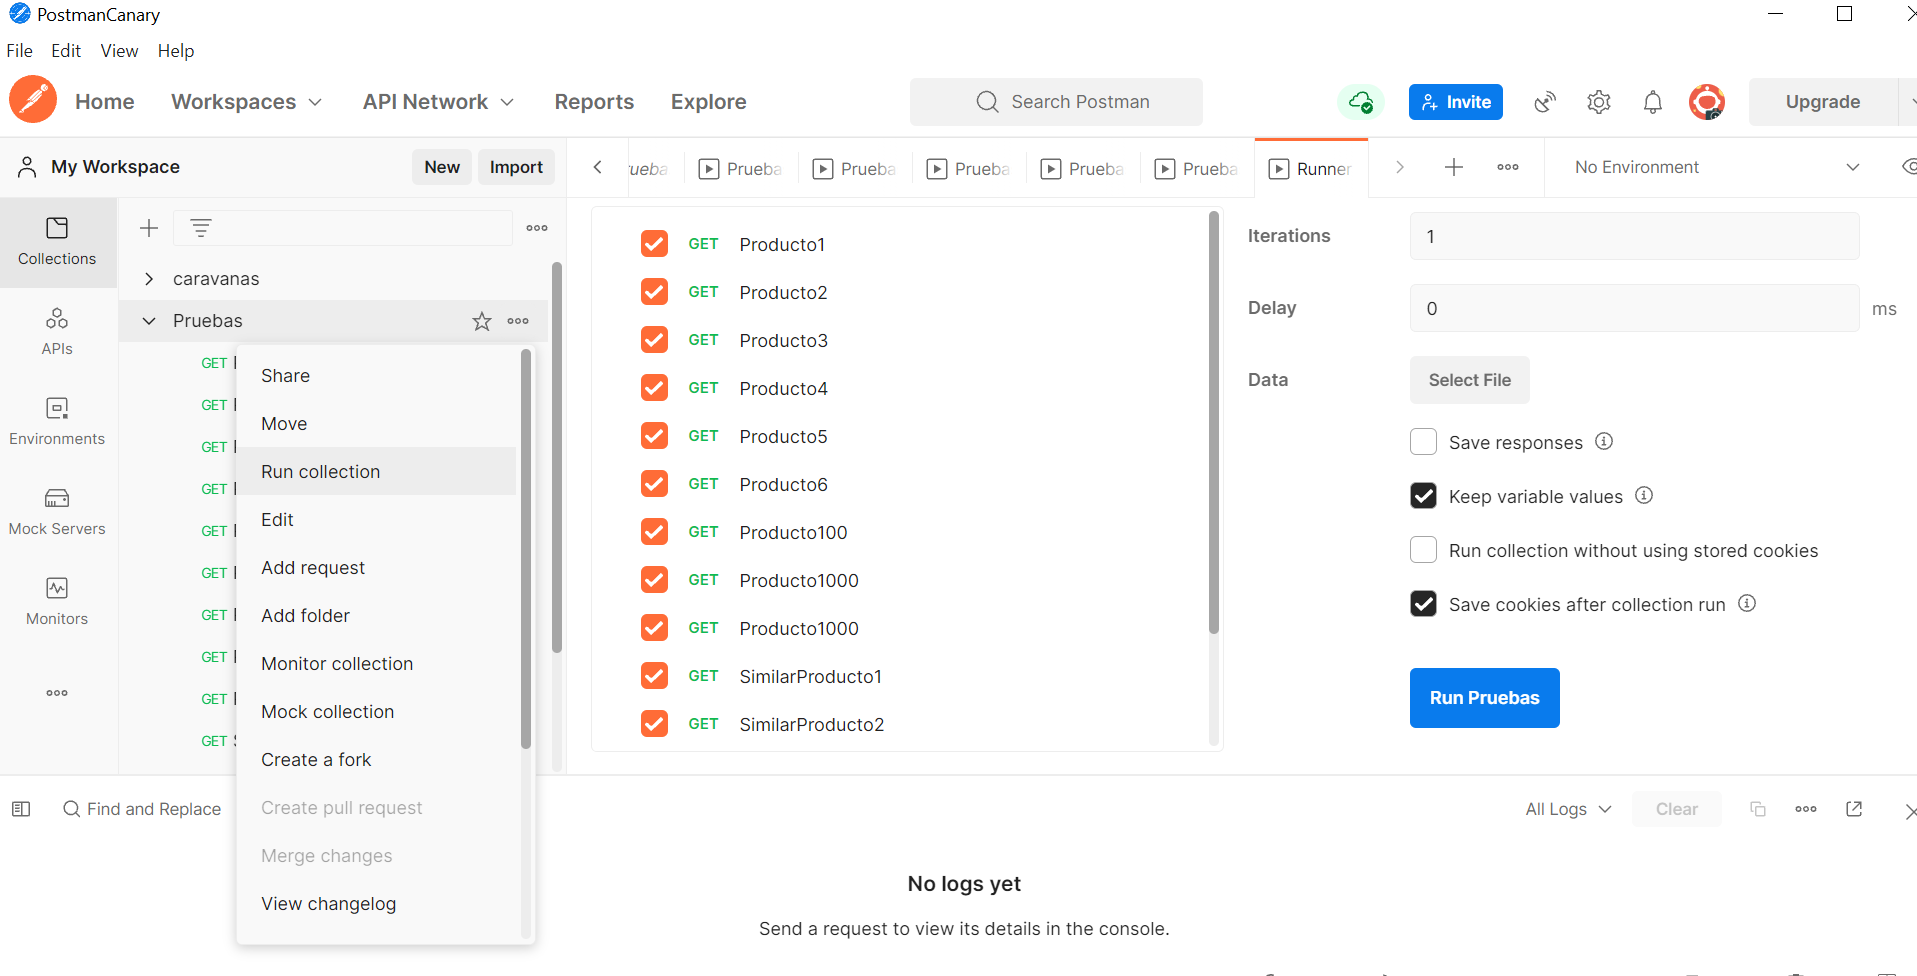 PostmanCanary
File Edit View Help
Home Workspaces API Network Reports Explore Search Postman Invite Upgrade
My Workspace New Import
ueba Prueba Prueba Prueba Prueba Prueba Runner No Environment
Collections
APIs
Environments
Mock Servers
Monitors
caravanas
Pruebas
GET
GET
GET
GET
GET
GET
GET
GET
GET
GET S
Share
Move
Run collection
Edit
Add request
Add folder
Monitor collection
Mock collection
Create a fork
Create pull request
Merge changes
View changelog
GET Producto1
GET Producto2
GET Producto3
GET Producto4
GET Producto5
GET Producto6
GET Producto100
GET Producto1000
GET Producto1000
GET SimilarProducto1
GET SimilarProducto2
Iterations 1
Delay 0 ms
Data Select File
Save responses
Keep variable values
Run collection without using stored cookies
Save cookies after collection run
Run Pruebas
Find and Replace All Logs Clear
No logs yet
Send a request to view its details in the console.